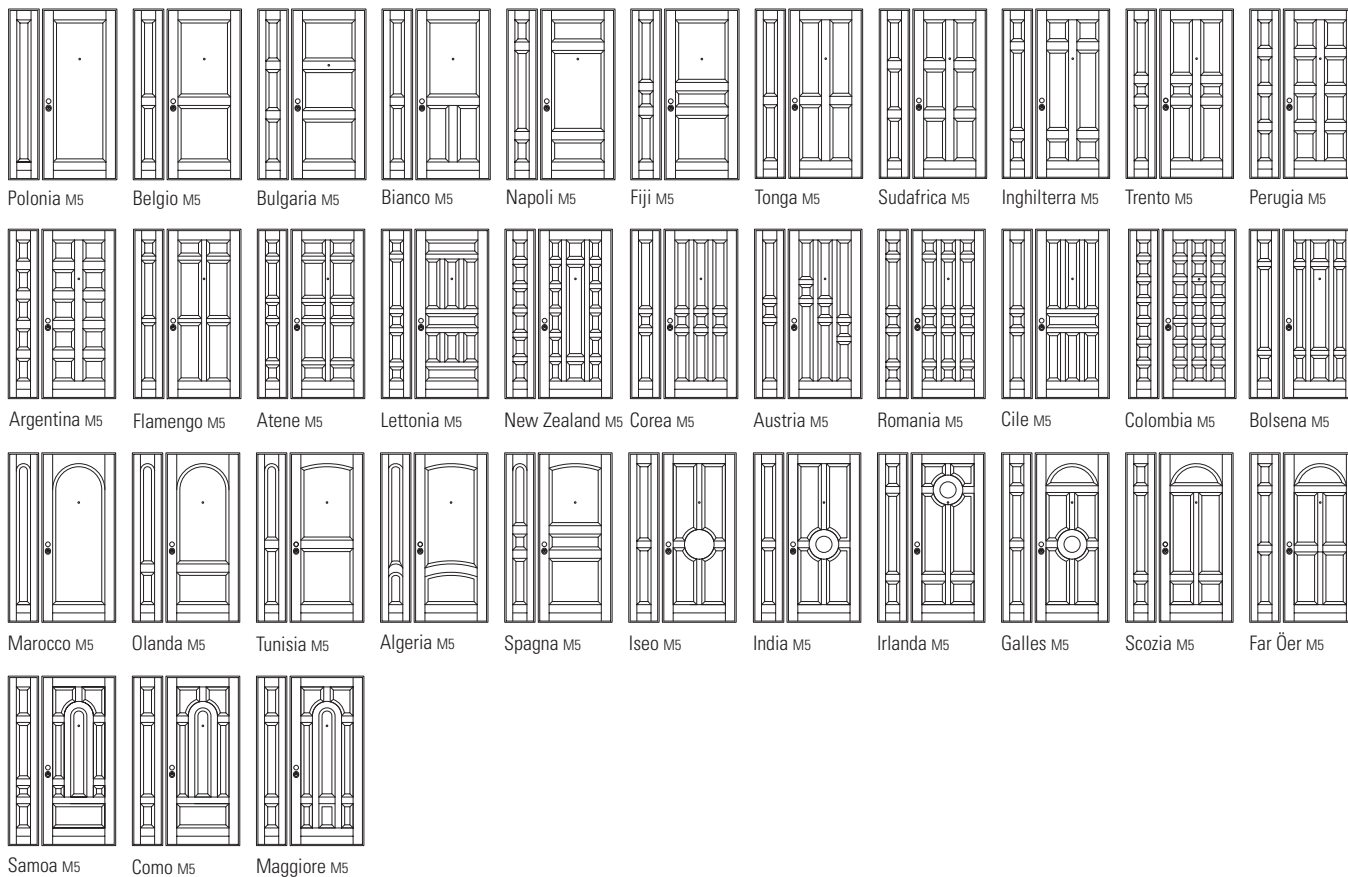 Polonia M5 Belgio M5 Bulgaria M5 Bianco M5 Napoli M5 Fiji M5 Tonga M5 Sudafrica M5 Inghilterra M5 Trento M5 Perugia M5
Argentina M5 Flamengo M5 Atene M5 Lettonia M5 New Zealand M5 Corea M5 Austria M5 Romania M5 Cile M5 Colombia M5 Bolsena M5
Marocco M5 Olanda M5 Tunisia M5 Algeria M5 Spagna M5 Iseo M5 India M5 Irlanda M5 Galles M5 Scozia M5 Far Öer M5
Samoa M5 Como M5 Maggiore M5